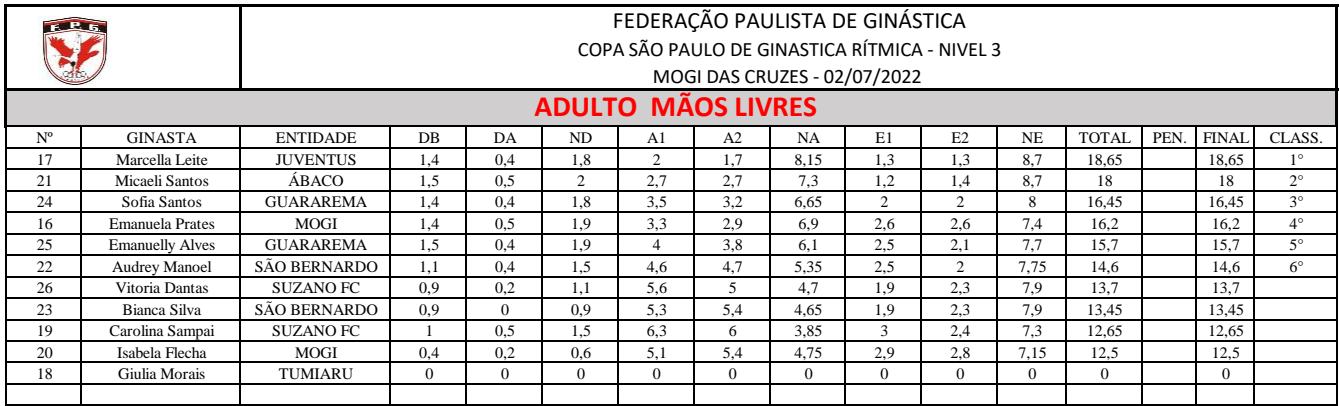 F. P. G.
FEDERAÇÃO PAULISTA DE GINÁSTICA
COPA SÃO PAULO DE GINASTICA RÍTMICA - NIVEL 3
MOGI DAS CRUZES - 02/07/2022
ADULTO MÃOS LIVRES
Nº GINASTA ENTIDADE DB DA ND A1 A2 NA E1 E2 NE TOTAL PEN. FINAL CLASS.
17 Marcella Leite JUVENTUS 1,4 0,4 1,8 2 1,7 8,15 1,3 1,3 8,7 18,65 18,65 1°
21 Micaeli Santos ÁBACO 1,5 0,5 2 2,7 2,7 7,3 1,2 1,4 8,7 18 18 2°
24 Sofia Santos GUARAREMA 1,4 0,4 1,8 3,5 3,2 6,65 2 2 8 16,45 16,45 3°
16 Emanuela Prates MOGI 1,4 0,5 1,9 3,3 2,9 6,9 2,6 2,6 7,4 16,2 16,2 4°
25 Emanuelly Alves GUARAREMA 1,5 0,4 1,9 4 3,8 6,1 2,5 2,1 7,7 15,7 15,7 5°
22 Audrey Manoel SÃO BERNARDO 1,1 0,4 1,5 4,6 4,7 5,35 2,5 2 7,75 14,6 14,6 6°
26 Vitoria Dantas SUZANO FC 0,9 0,2 1,1 5,6 5 4,7 1,9 2,3 7,9 13,7 13,7
23 Bianca Silva SÃO BERNARDO 0,9 0 0,9 5,3 5,4 4,65 1,9 2,3 7,9 13,45 13,45
19 Carolina Sampai SUZANO FC 1 0,5 1,5 6,3 6 3,85 3 2,4 7,3 12,65 12,65
20 Isabela Flecha MOGI 0,4 0,2 0,6 5,1 5,4 4,75 2,9 2,8 7,15 12,5 12,5
18 Giulia Morais TUMIARU 0 0 0 0 0 0 0 0 0 0 0